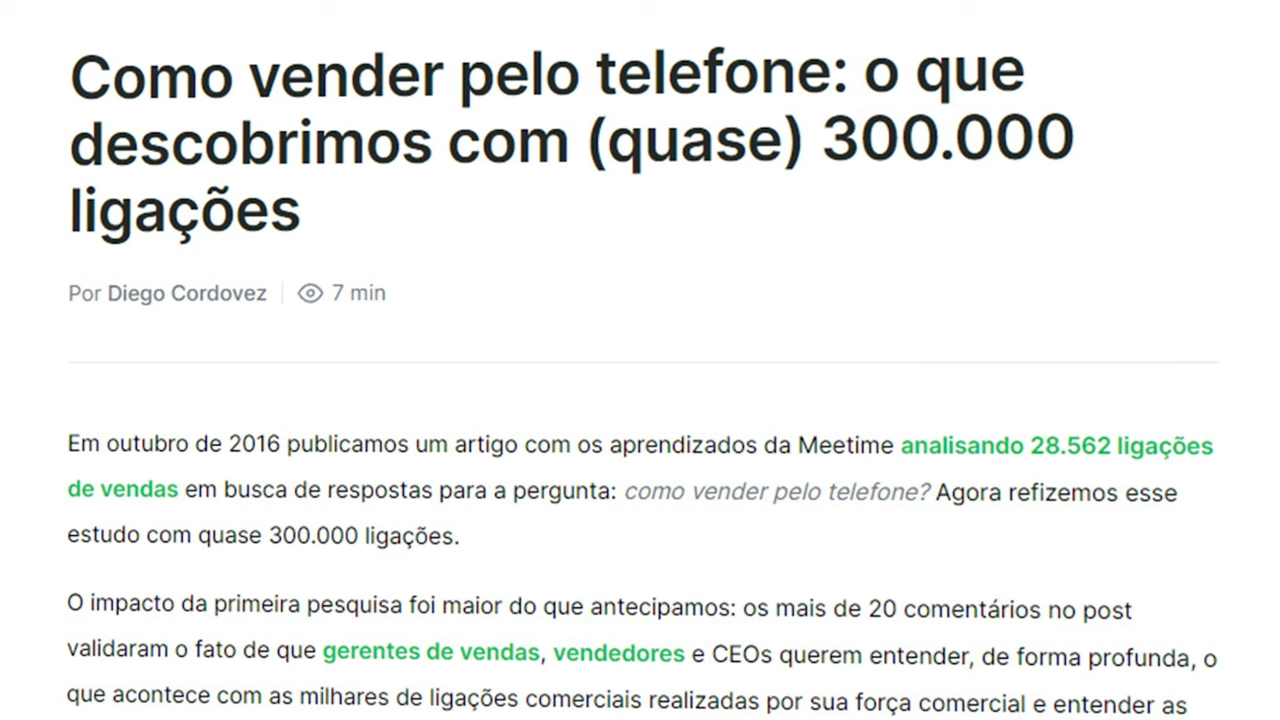 Como vender pelo telefone: o que
descobrimos com (quase) 300.000
ligações
Por Diego Cordovez 7 min
Em outubro de 2016 publicamos um artigo com os aprendizados da Meetime analisando 28.562 ligações
de vendas em busca de respostas para a pergunta: como vender pelo telefone? Agora refizemos esse
estudo com quase 300.000 ligações.
O impacto da primeira pesquisa foi maior do que antecipamos: os mais de 20 comentários no post
validaram o fato de que gerentes de vendas, vendedores e CEOs querem entender, de forma profunda, o
que acontece com as milhares de ligações comerciais realizadas por sua força comercial e entender as